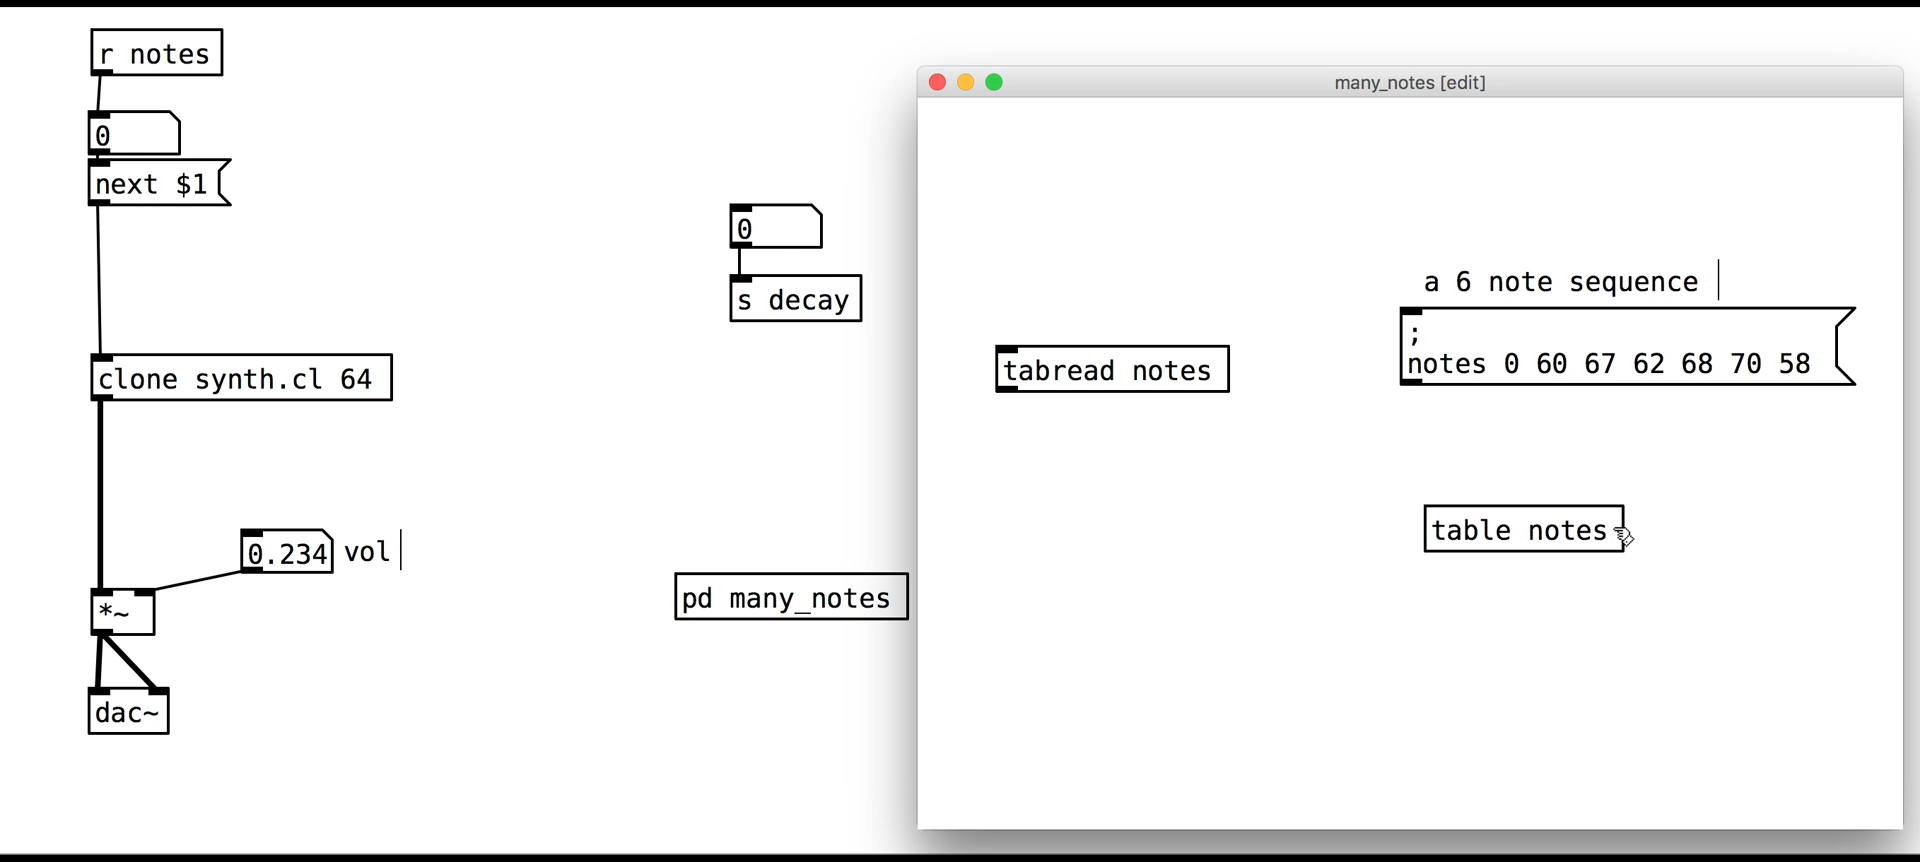 r notes
0
next $1
clone synth.cl 64
0.234 vol
*~
dac~
0
s decay
pd many_notes
many_notes [edit]
a 6 note sequence
;
notes 0 60 67 62 68 70 58
tabread notes
table notes